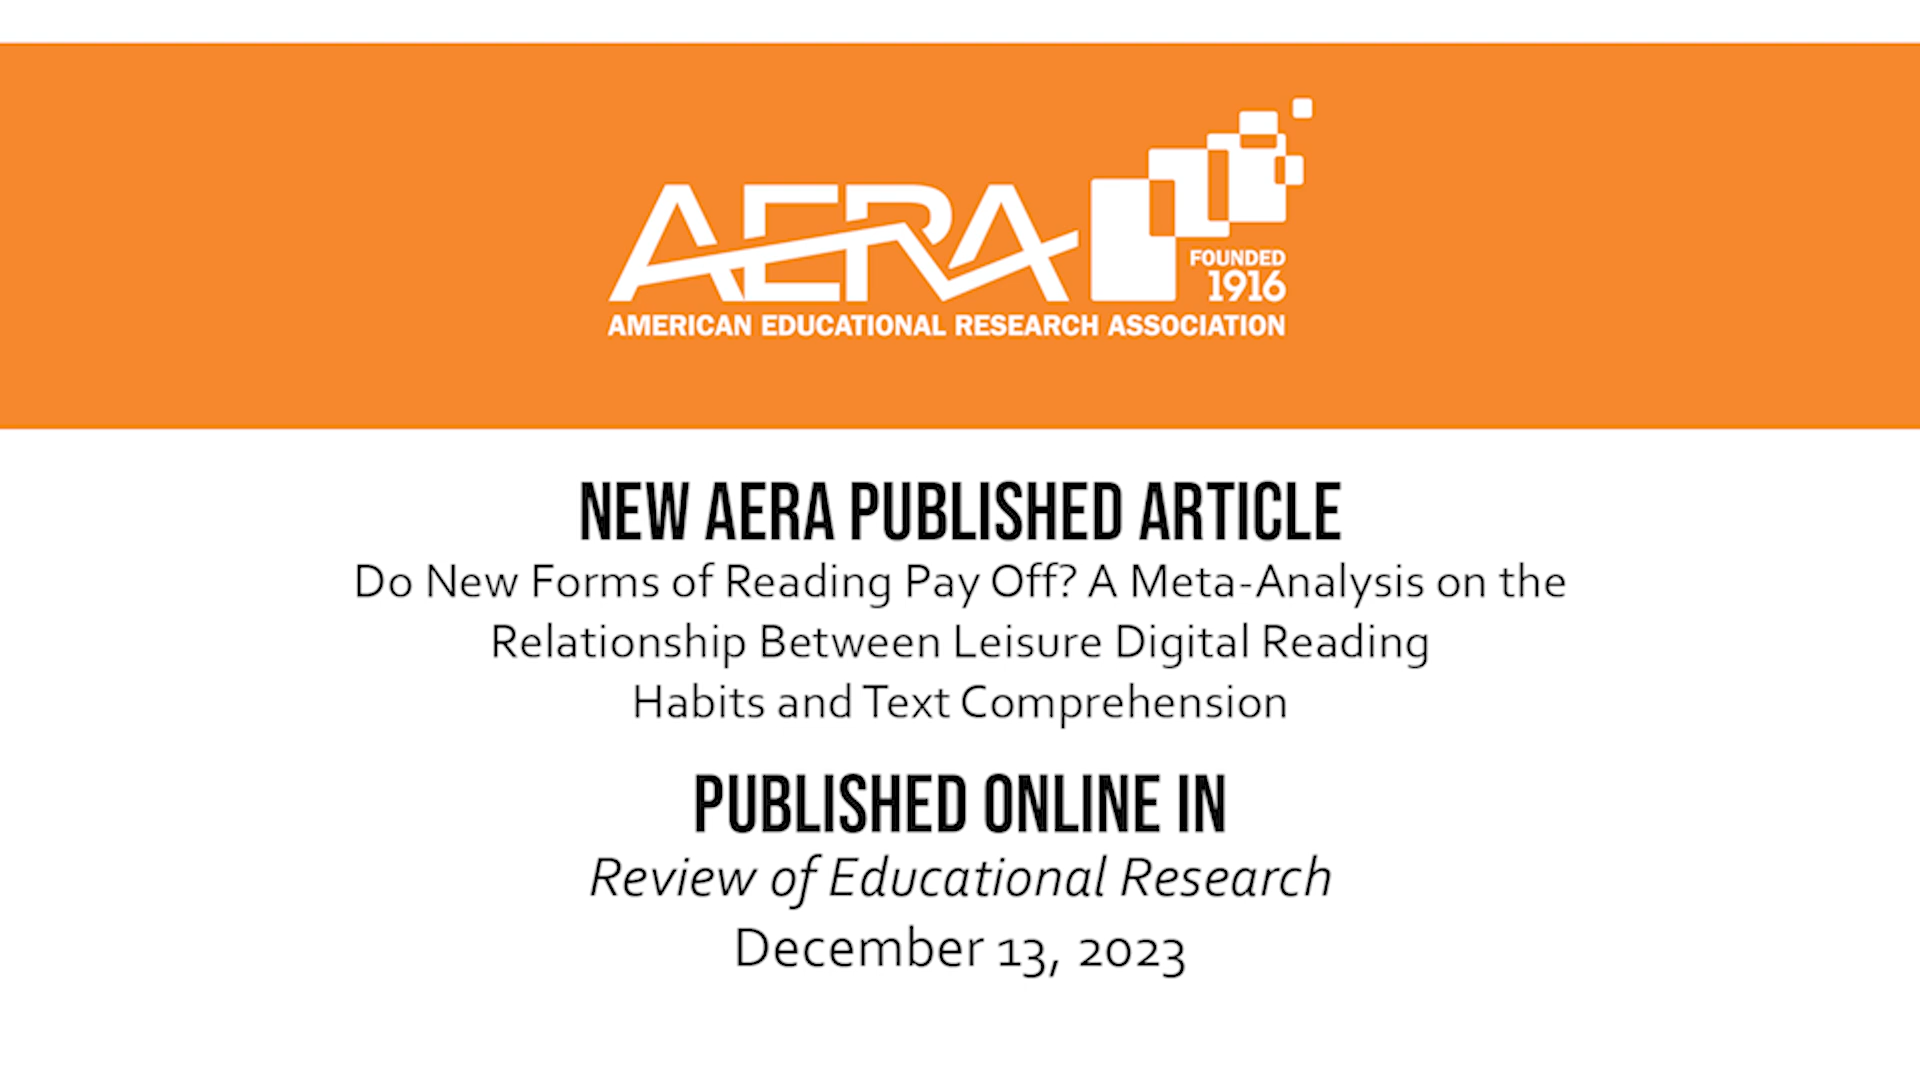 AERA
FOUNDED
1916
AMERICAN EDUCATIONAL RESEARCH ASSOCIATION
NEW AERA PUBLISHED ARTICLE
Do New Forms of Reading Pay Off? A Meta-Analysis on the
Relationship Between Leisure Digital Reading
Habits and Text Comprehension
PUBLISHED ONLINE IN
Review of Educational Research
December 13, 2023